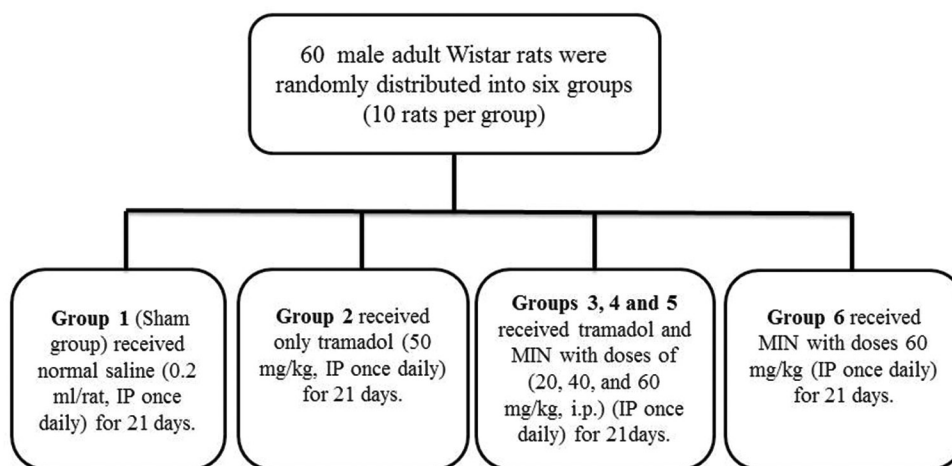 60 male adult Wistar rats were
randomly distributed into six groups
(10 rats per group)
Group 1 (Sham
group) received
normal saline (0.2
ml/rat, IP once
daily) for 21 days.
Group 2 received
only tramadol (50
mg/kg, IP once daily)
for 21 days.
Groups 3, 4 and 5
received tramadol and
MIN with doses of
(20, 40, and 60
mg/kg, i.p.) (IP once
daily) for 21days.
Group 6 received
MIN with doses 60
mg/kg (IP once daily)
for 21 days.